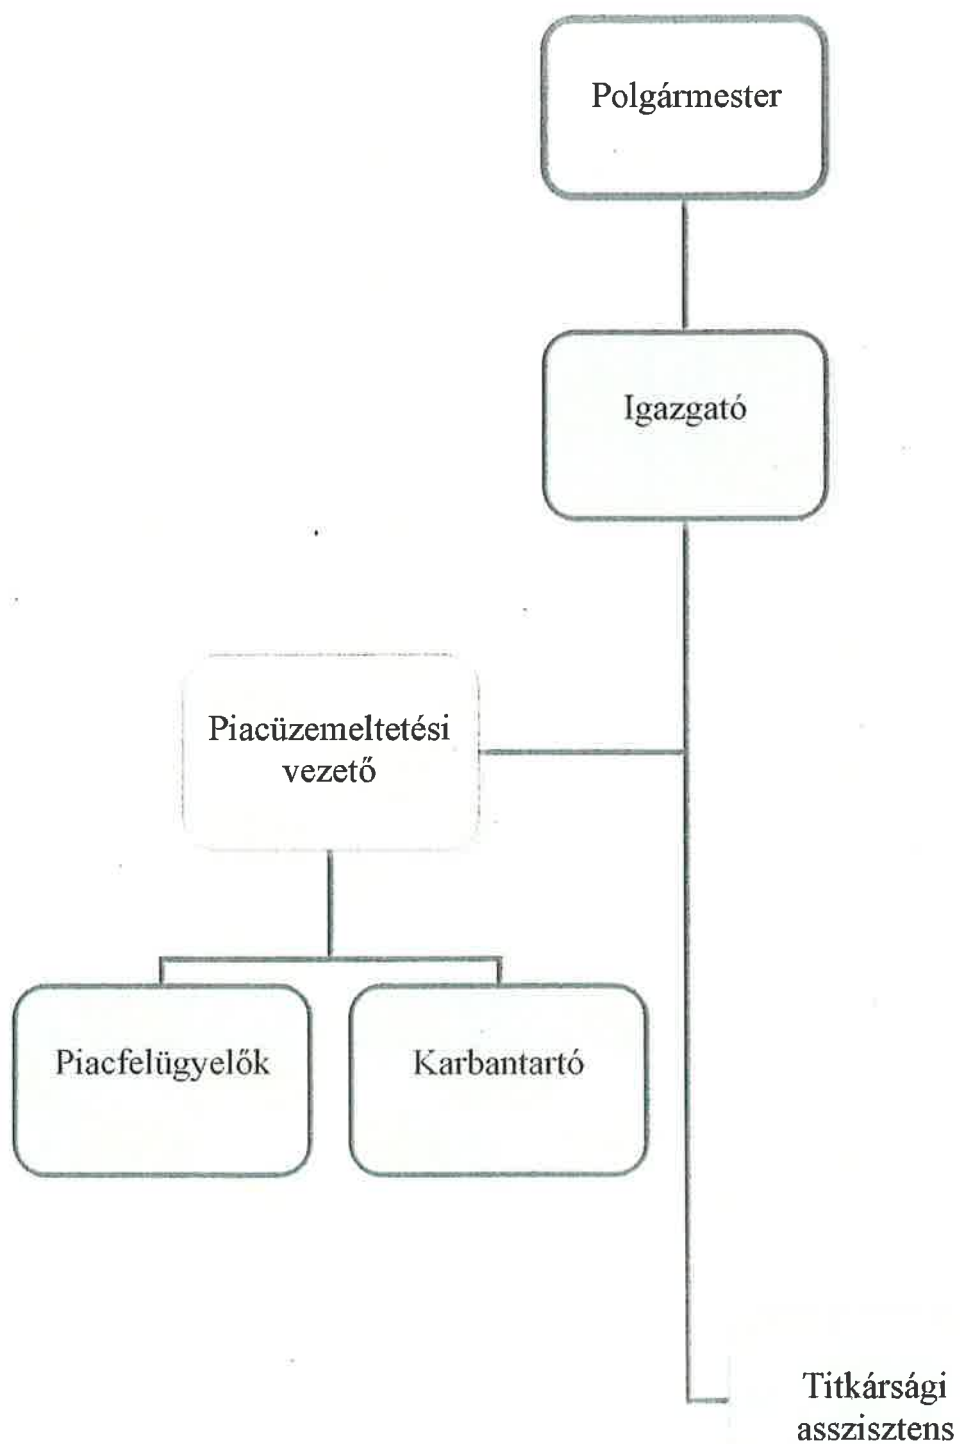 Polgármester
Igazgató
Piacüzemeltetési
vezető
Piacfelügyelők
Karbantartó
Titkársági
asszisztens